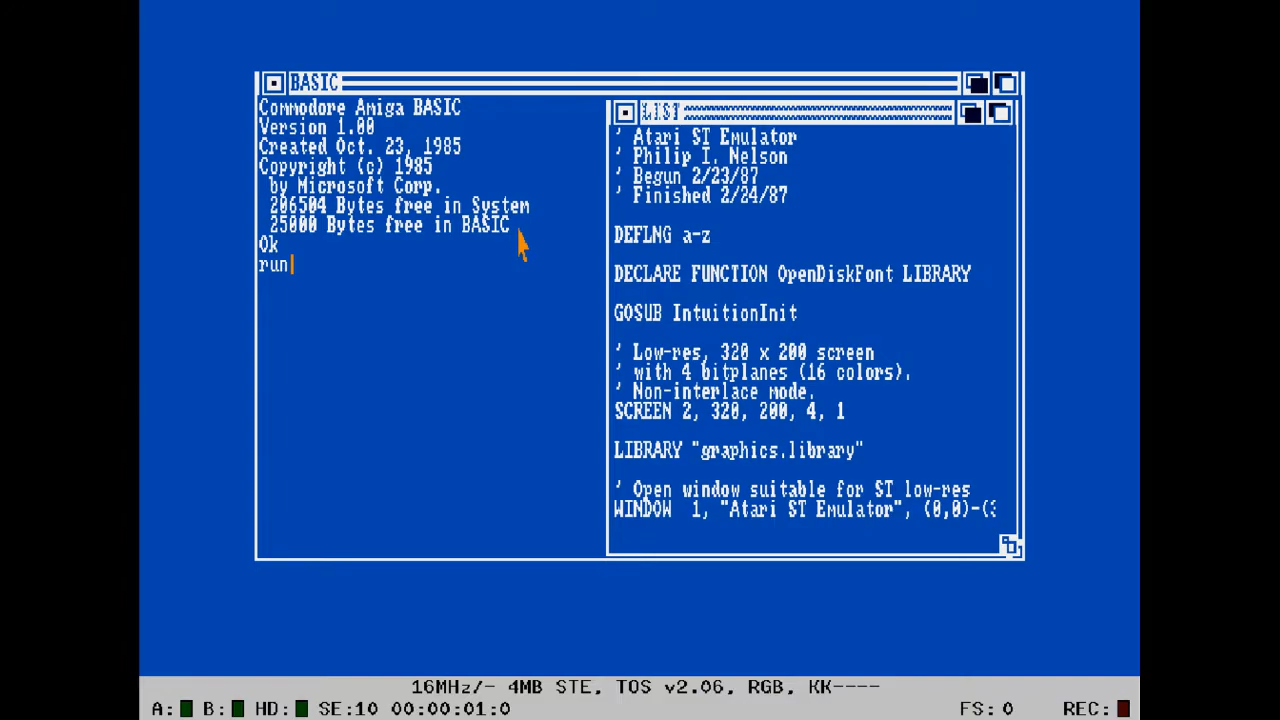 BASIC
Commodore Amiga BASIC
Version 1.00
Created Oct. 23, 1985
Copyright (c) 1985
by Microsoft Corp.
206504 Bytes free in System
25000 Bytes free in BASIC
Ok
run
LIST
' Atari ST Emulator
' Philip I. Nelson
' Begun 2/23/87
' Finished 2/24/87
DEFLNG a-z
DECLARE FUNCTION OpenDiskFont LIBRARY
GOSUB IntuitionInit
' Low-res, 320 x 200 screen
' with 4 bitplanes (16 colors).
' Non-interlace mode.
SCREEN 2, 320, 200, 4, 1
LIBRARY "graphics.library"
' Open window suitable for ST low-res
WINDOW 1, "Atari ST Emulator", (0,0)-(3
16MHz/- 4MB STE, TOS v2.06, RGB, KK----
A: B: HD: SE:10 00:00:01:0 FS: 0 REC: